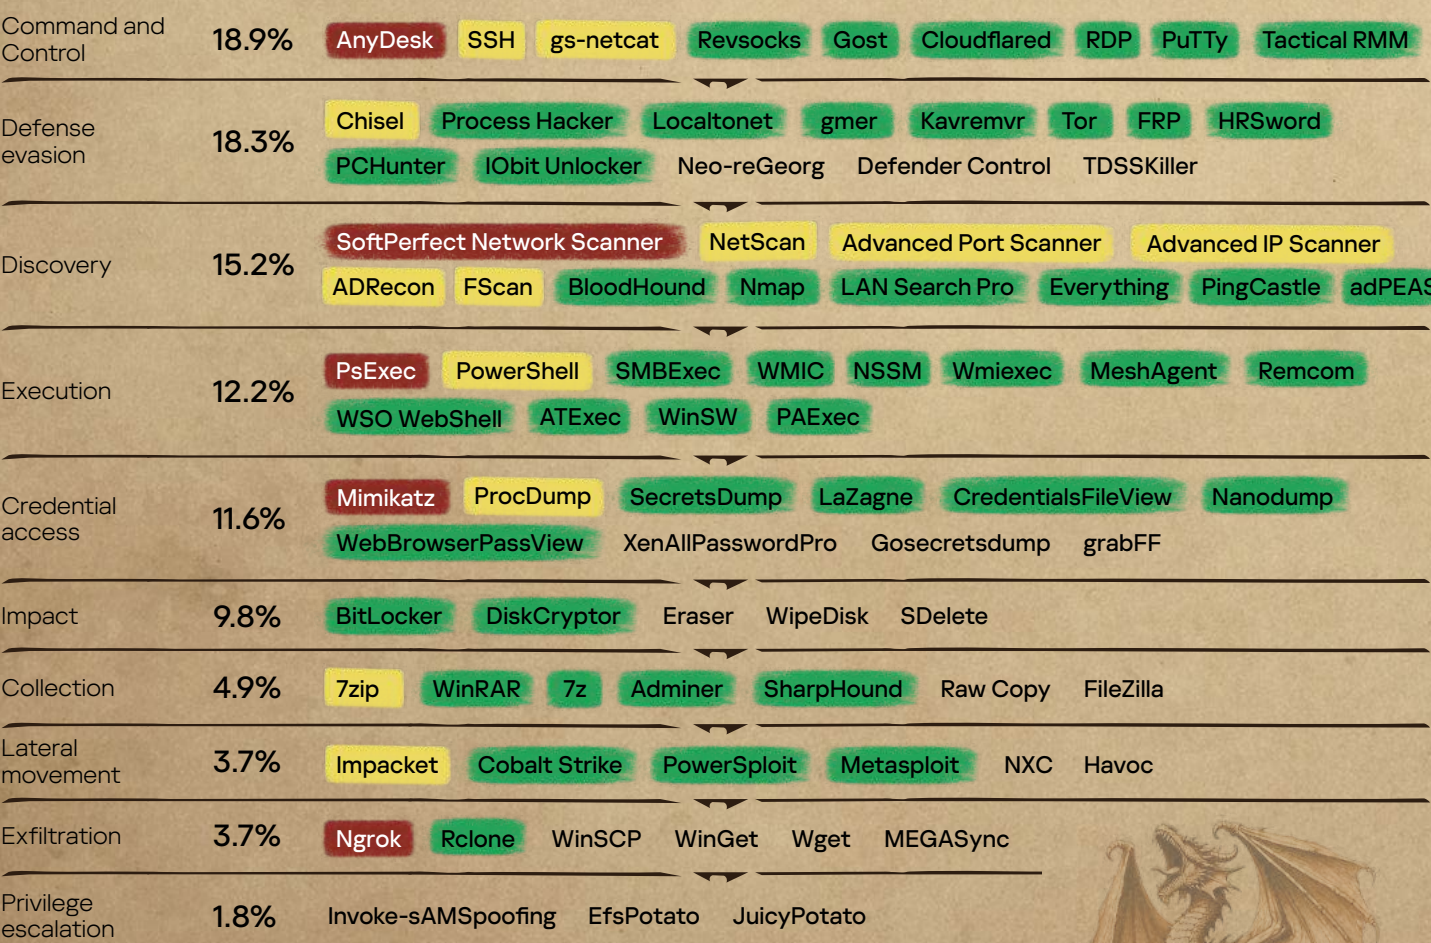 Command and Control 18.9% AnyDesk SSH gs-netcat Revsocks Gost Cloudflared RDP PuTTy Tactical RMM
Defense evasion 18.3% Chisel Process Hacker Localtonet gmer Kavremvr Tor FRP HRSword
PCHunter IObit Unlocker Neo-reGeorg Defender Control TDSSKiller
Discovery 15.2% SoftPerfect Network Scanner NetScan Advanced Port Scanner Advanced IP Scanner
ADRecon FScan BloodHound Nmap LAN Search Pro Everything PingCastle adPEAS
Execution 12.2% PsExec PowerShell SMBExec WMIC NSSM Wmiexec MeshAgent Remcom
WSO WebShell ATExec WinSW PAExec
Credential access 11.6% Mimikatz ProcDump SecretsDump LaZagne CredentialsFileView Nanodump
WebBrowserPassView XenAllPasswordPro Gosecretsdump grabFF
Impact 9.8% BitLocker DiskCryptor Eraser WipeDisk SDelete
Collection 4.9% 7zip WinRAR 7z Adminer SharpHound Raw Copy FileZilla
Lateral movement 3.7% Impacket Cobalt Strike PowerSploit Metasploit NXC Havoc
Exfiltration 3.7% Ngrok Rclone WinSCP WinGet Wget MEGASync
Privilege escalation 1.8% Invoke-sAMSpoofing EfsPotato JuicyPotato